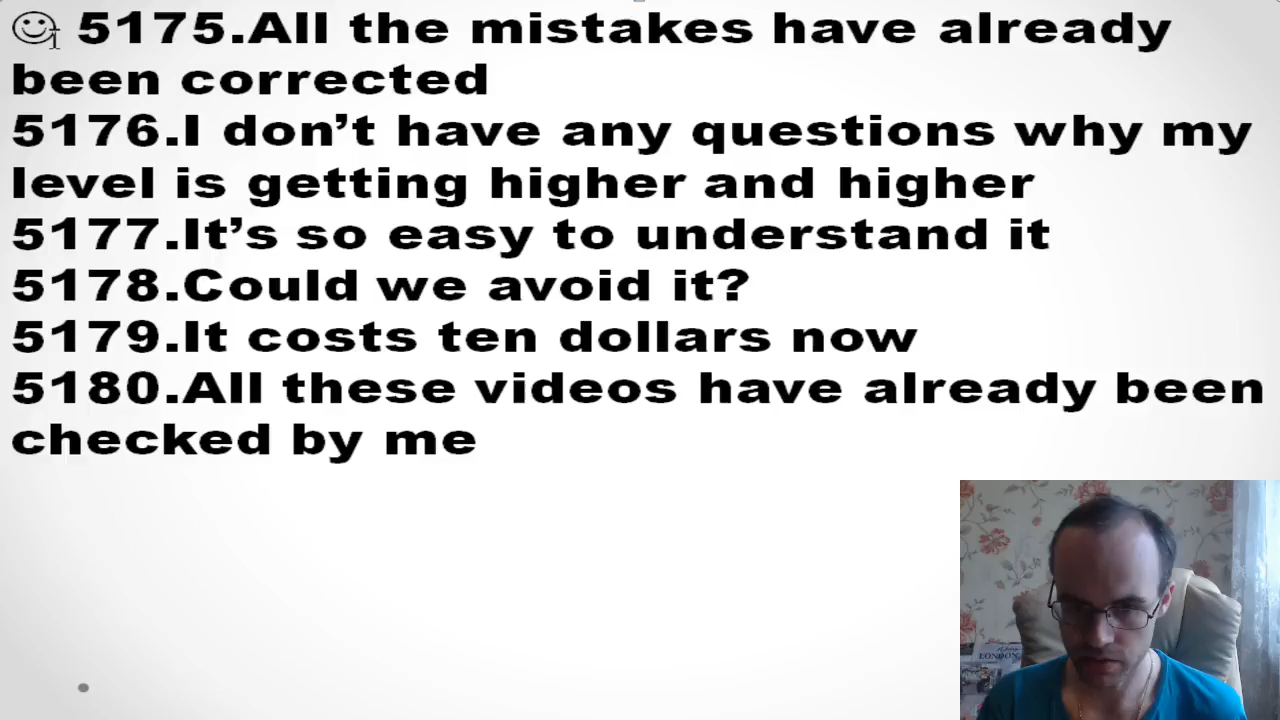 ☺ 5175.All the mistakes have already
been corrected
5176.I don’t have any questions why my
level is getting higher and higher
5177.It’s so easy to understand it
5178.Could we avoid it?
5179.It costs ten dollars now
5180.All these videos have already been
checked by me
LONDON